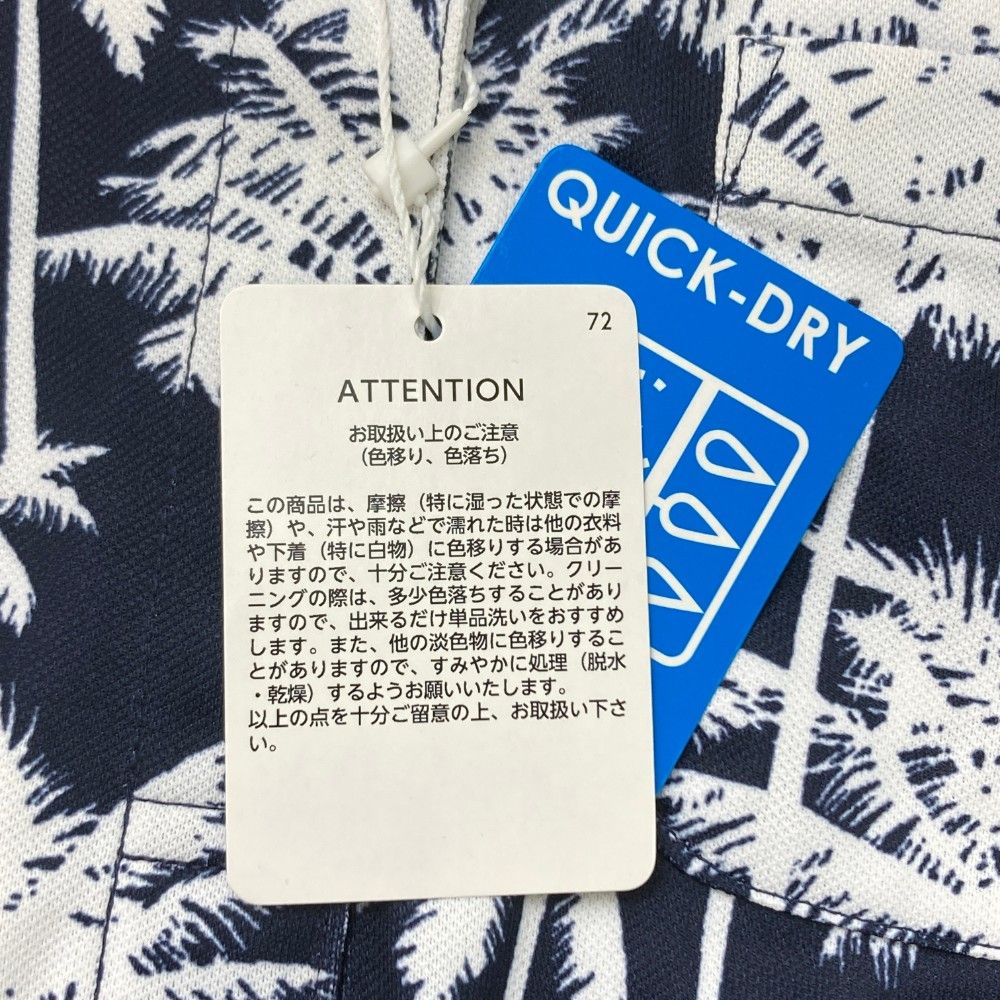 QUICK-DRY
72
ATTENTION
お取扱い上のご注意
(色移り、色落ち)
この商品は、摩擦(特に湿った状態での摩
擦)や、汗や雨などで濡れた時は他の衣料
や下着(特に白物)に色移りする場合があ
りますので、十分ご注意ください。クリー
ニングの際は、多少色落ちすることがあり
ますので、出来るだけ単品洗いをおすすめ
します。また、他の淡色物に色移りするこ
とがありますので、すみやかに処理(脱水
・乾燥)するようお願いいたします。
以上の点を十分ご留意の上、お取扱い下さ
い。